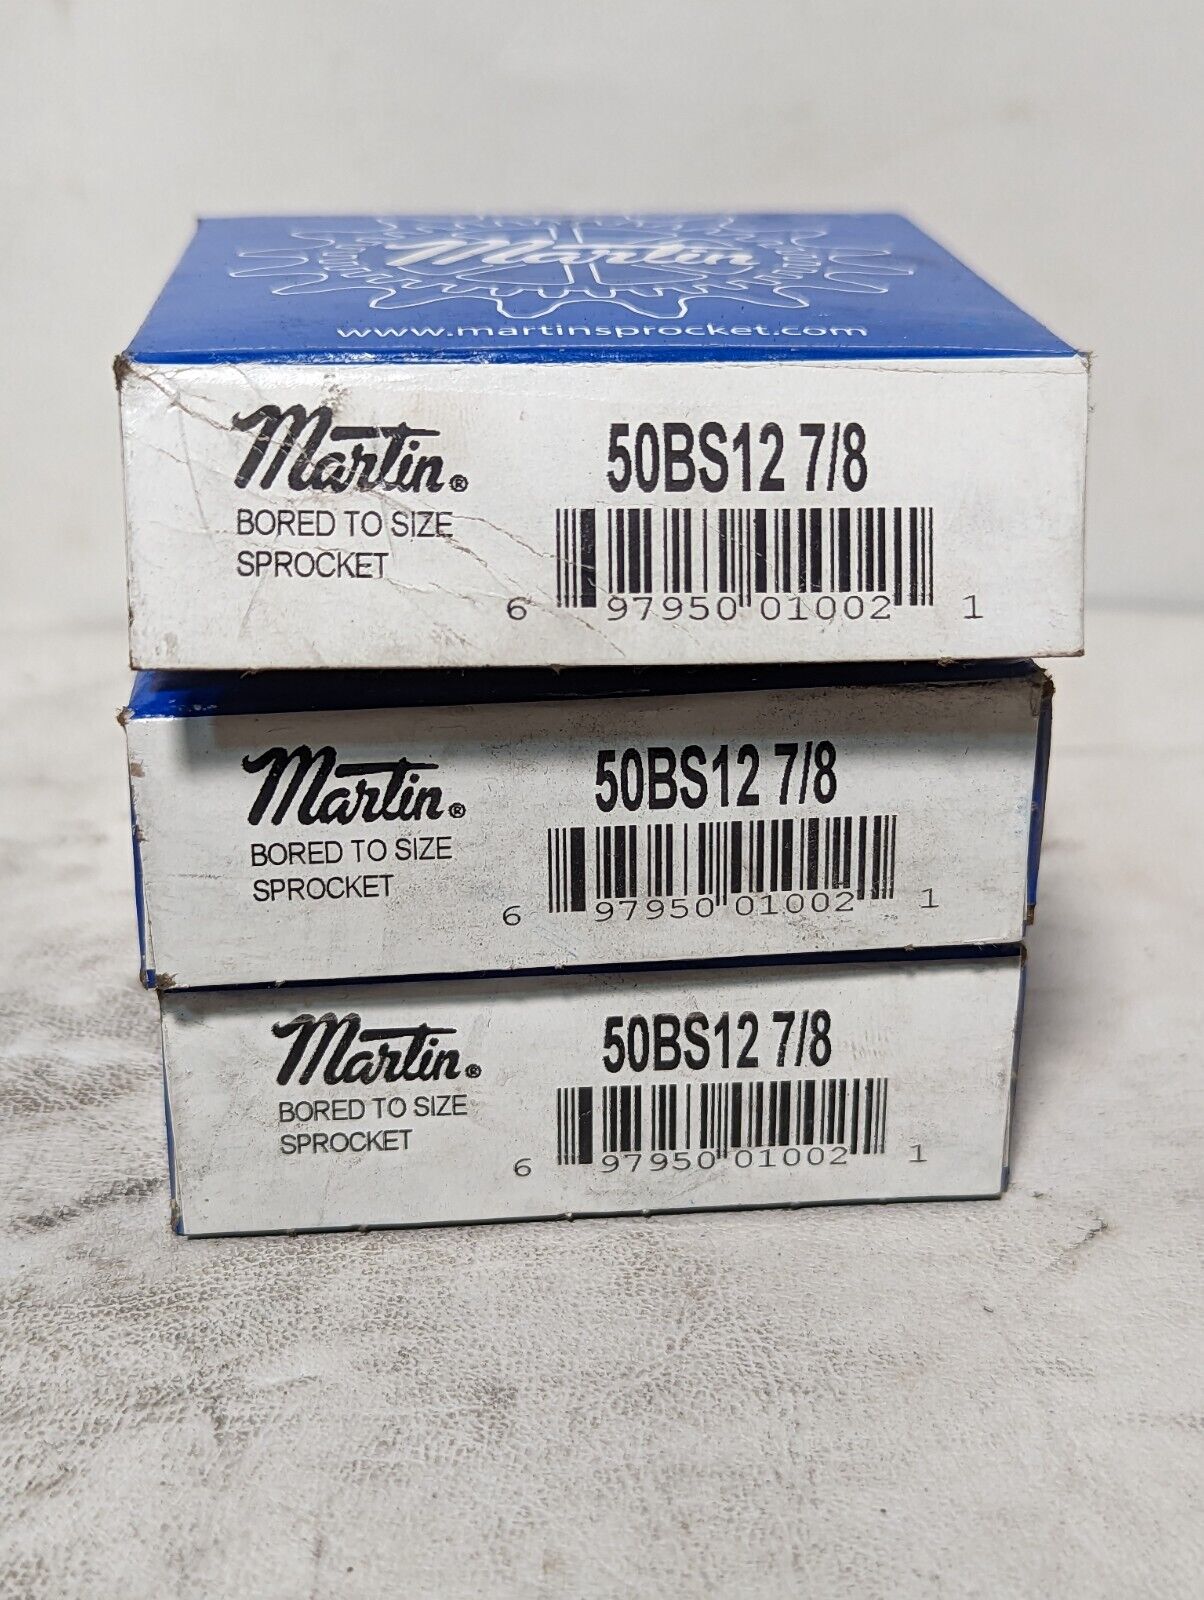 Martin
www.martinsprocket.com
Martin®
BORED TO SIZE
SPROCKET
50BS12 7/8
6 97950 01002 1
Martin®
BORED TO SIZE
SPROCKET
50BS12 7/8
6 97950 01002 1
Martin®
BORED TO SIZE
SPROCKET
50BS12 7/8
6 97950 01002 1